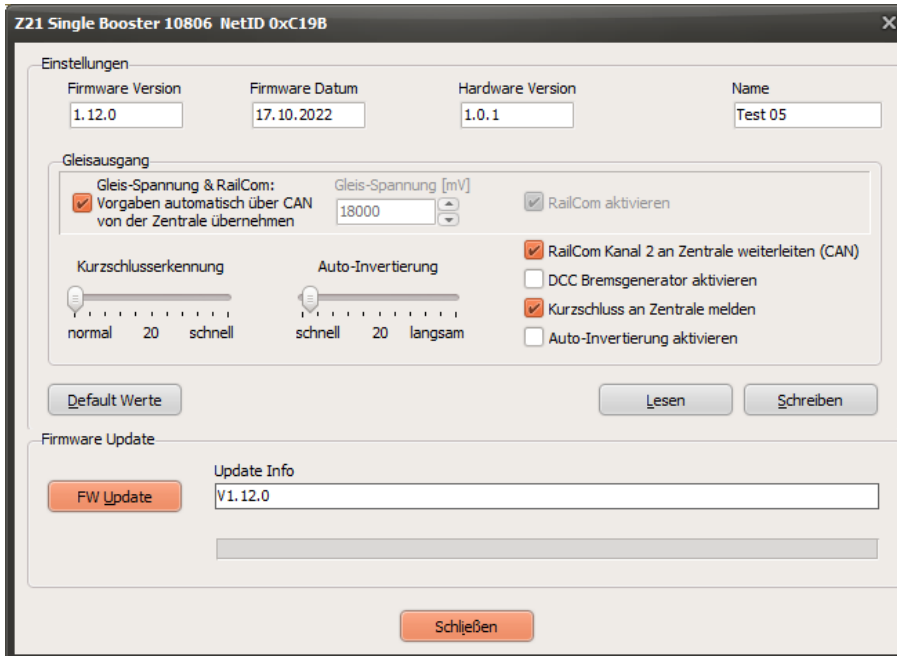 Z21 Single Booster 10806 NetID 0xC19B
Einstellungen
Firmware Version Firmware Datum Hardware Version Name
1.12.0 17.10.2022 1.0.1 Test 05
Gleisausgang
Gleis-Spannung & RailCom:
Vorgaben automatisch über CAN
von der Zentrale übernehmen
Gleis-Spannung [mV]
18000
RailCom aktivieren
Kurzschlusserkennung
normal 20 schnell
Auto-Invertierung
schnell 20 langsam
RailCom Kanal 2 an Zentrale weiterleiten (CAN)
DCC Bremsgenerator aktivieren
Kurzschluss an Zentrale melden
Auto-Invertierung aktivieren
Default Werte Lesen Schreiben
Firmware Update
Update Info
FW Update V1.12.0
Schließen